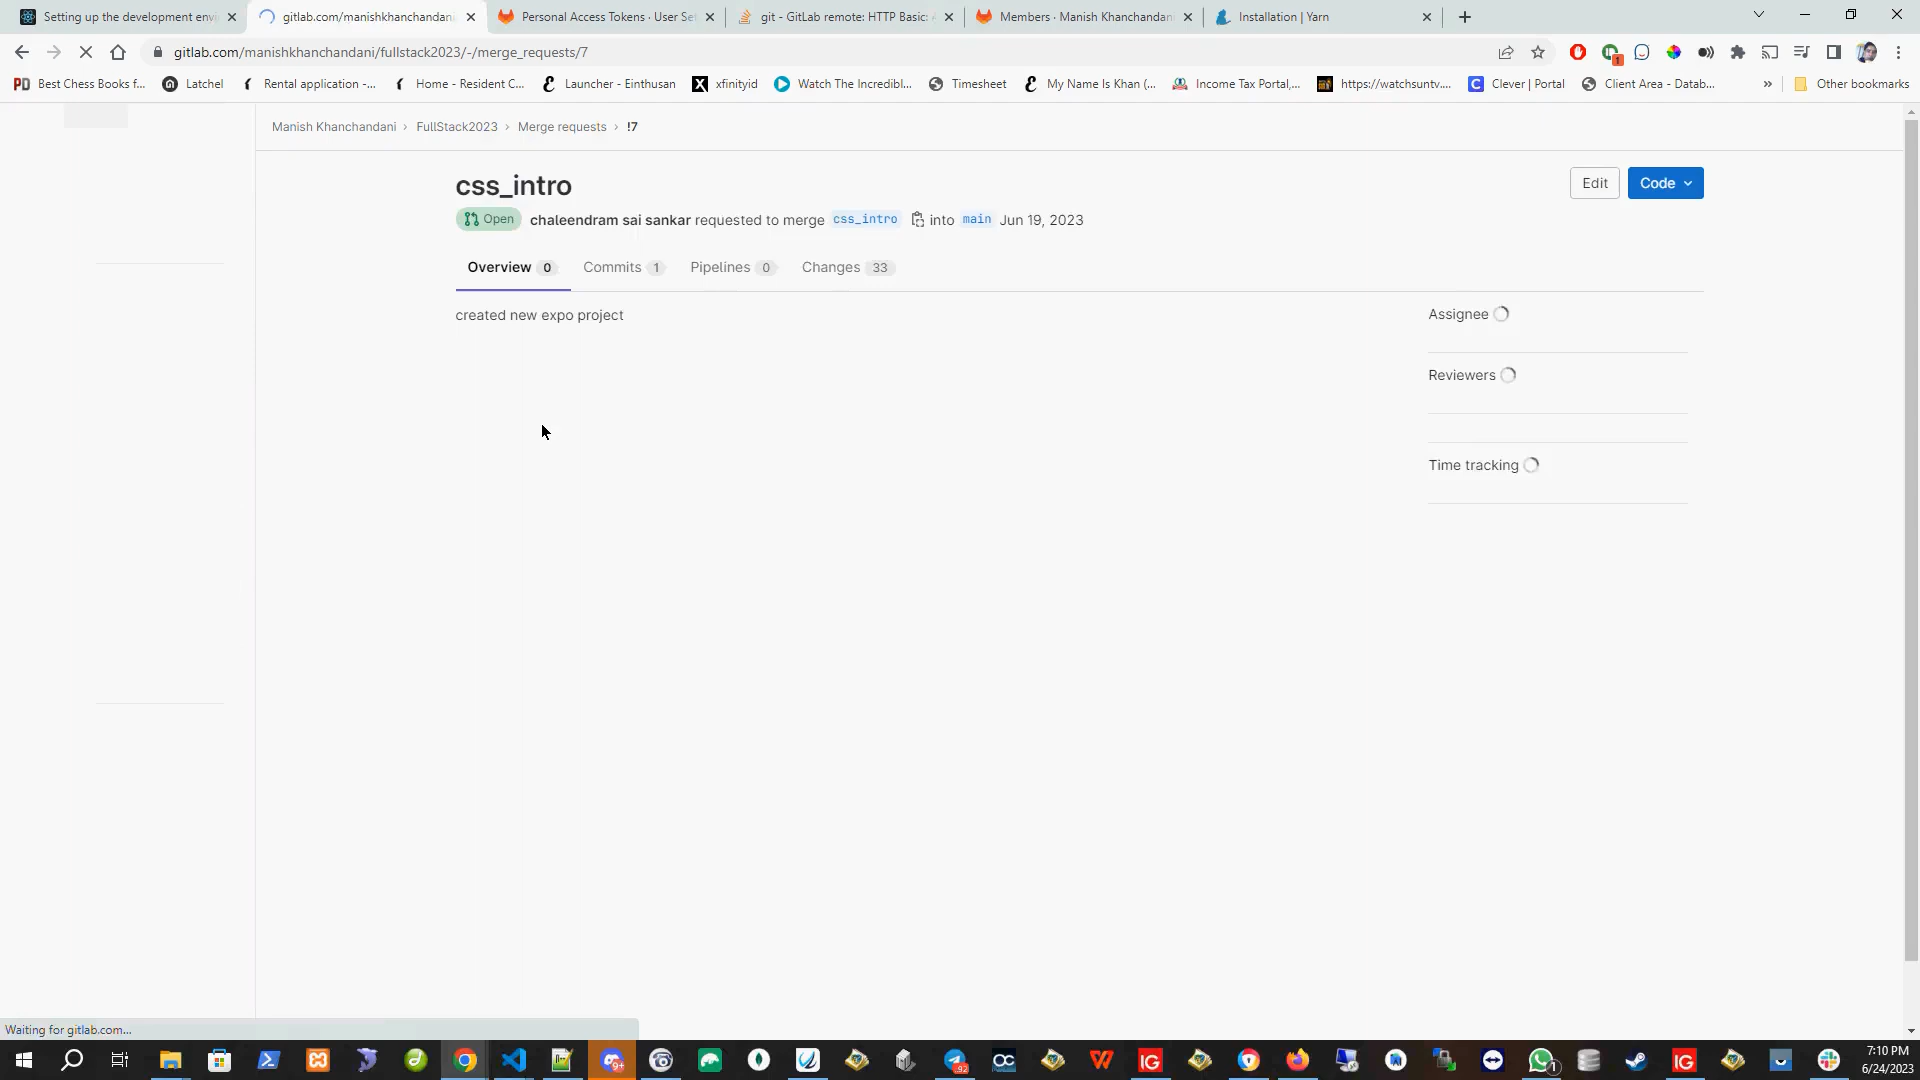 Setting up the development env
gitlab.com/manishkhanchandani
Personal Access Tokens · User Se
git - GitLab remote: HTTP Basic:
Members · Manish Khanchandan
Installation | Yarn
gitlab.com/manishkhanchandani/fullstack2023/-/merge_requests/7
Best Chess Books f...
Latchel
Rental application -...
Home - Resident C...
Launcher - Einthusan
xfinityid
Watch The Incredibl...
Timesheet
My Name Is Khan (...
Income Tax Portal,...
https://watchsuntv....
Clever | Portal
Client Area - Datab...
»
Other bookmarks
Manish Khanchandani › FullStack2023 › Merge requests › !7
css_intro
Edit
Code
Open chaleendram sai sankar requested to merge css_intro into main Jun 19, 2023
Overview 0 Commits 1 Pipelines 0 Changes 33
created new expo project
Assignee
Reviewers
Time tracking
Waiting for gitlab.com...
7:10 PM
6/24/2023